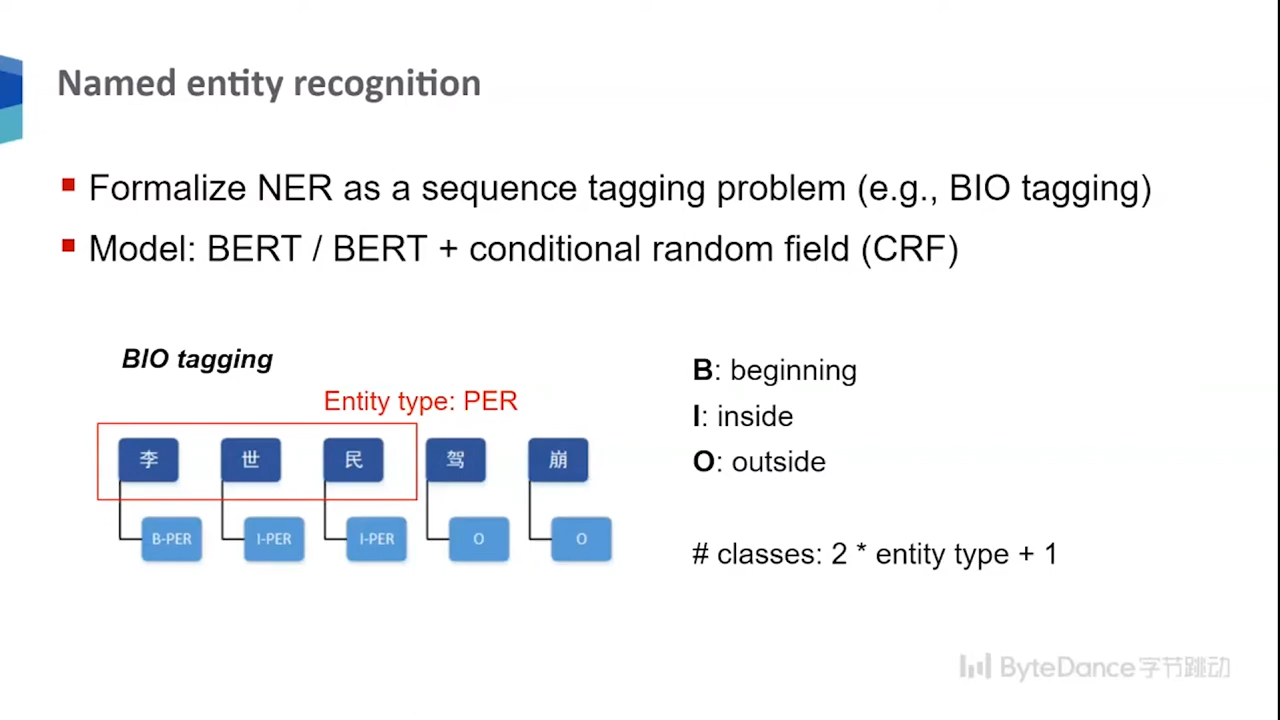 Named entity recognition
Formalize NER as a sequence tagging problem (e.g., BIO tagging)
Model: BERT / BERT + conditional random field (CRF)
BIO tagging
Entity type: PER
李 世 民 驾 崩
B-PER I-PER I-PER O O
B: beginning
I: inside
O: outside
# classes: 2 * entity type + 1
ByteDance字节跳动